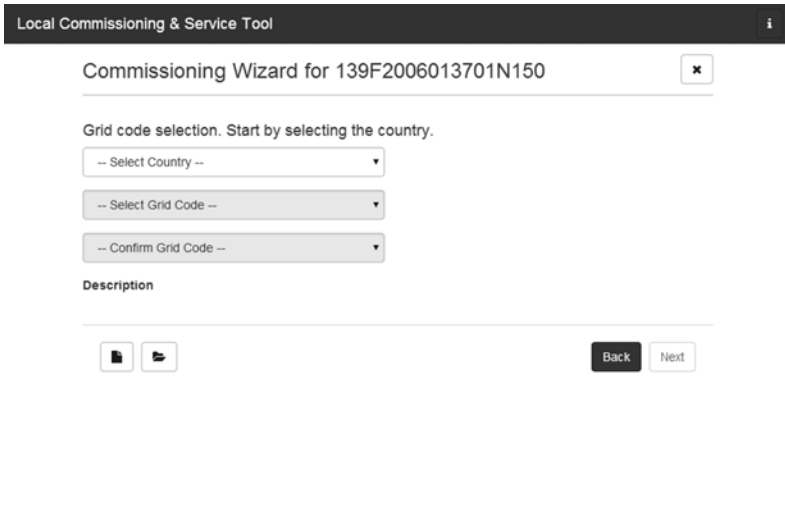 Local Commissioning & Service Tool
i
Commissioning Wizard for 139F2006013701N150
Grid code selection. Start by selecting the country.
-- Select Country --
-- Select Grid Code --
-- Confirm Grid Code --
Description
Back Next